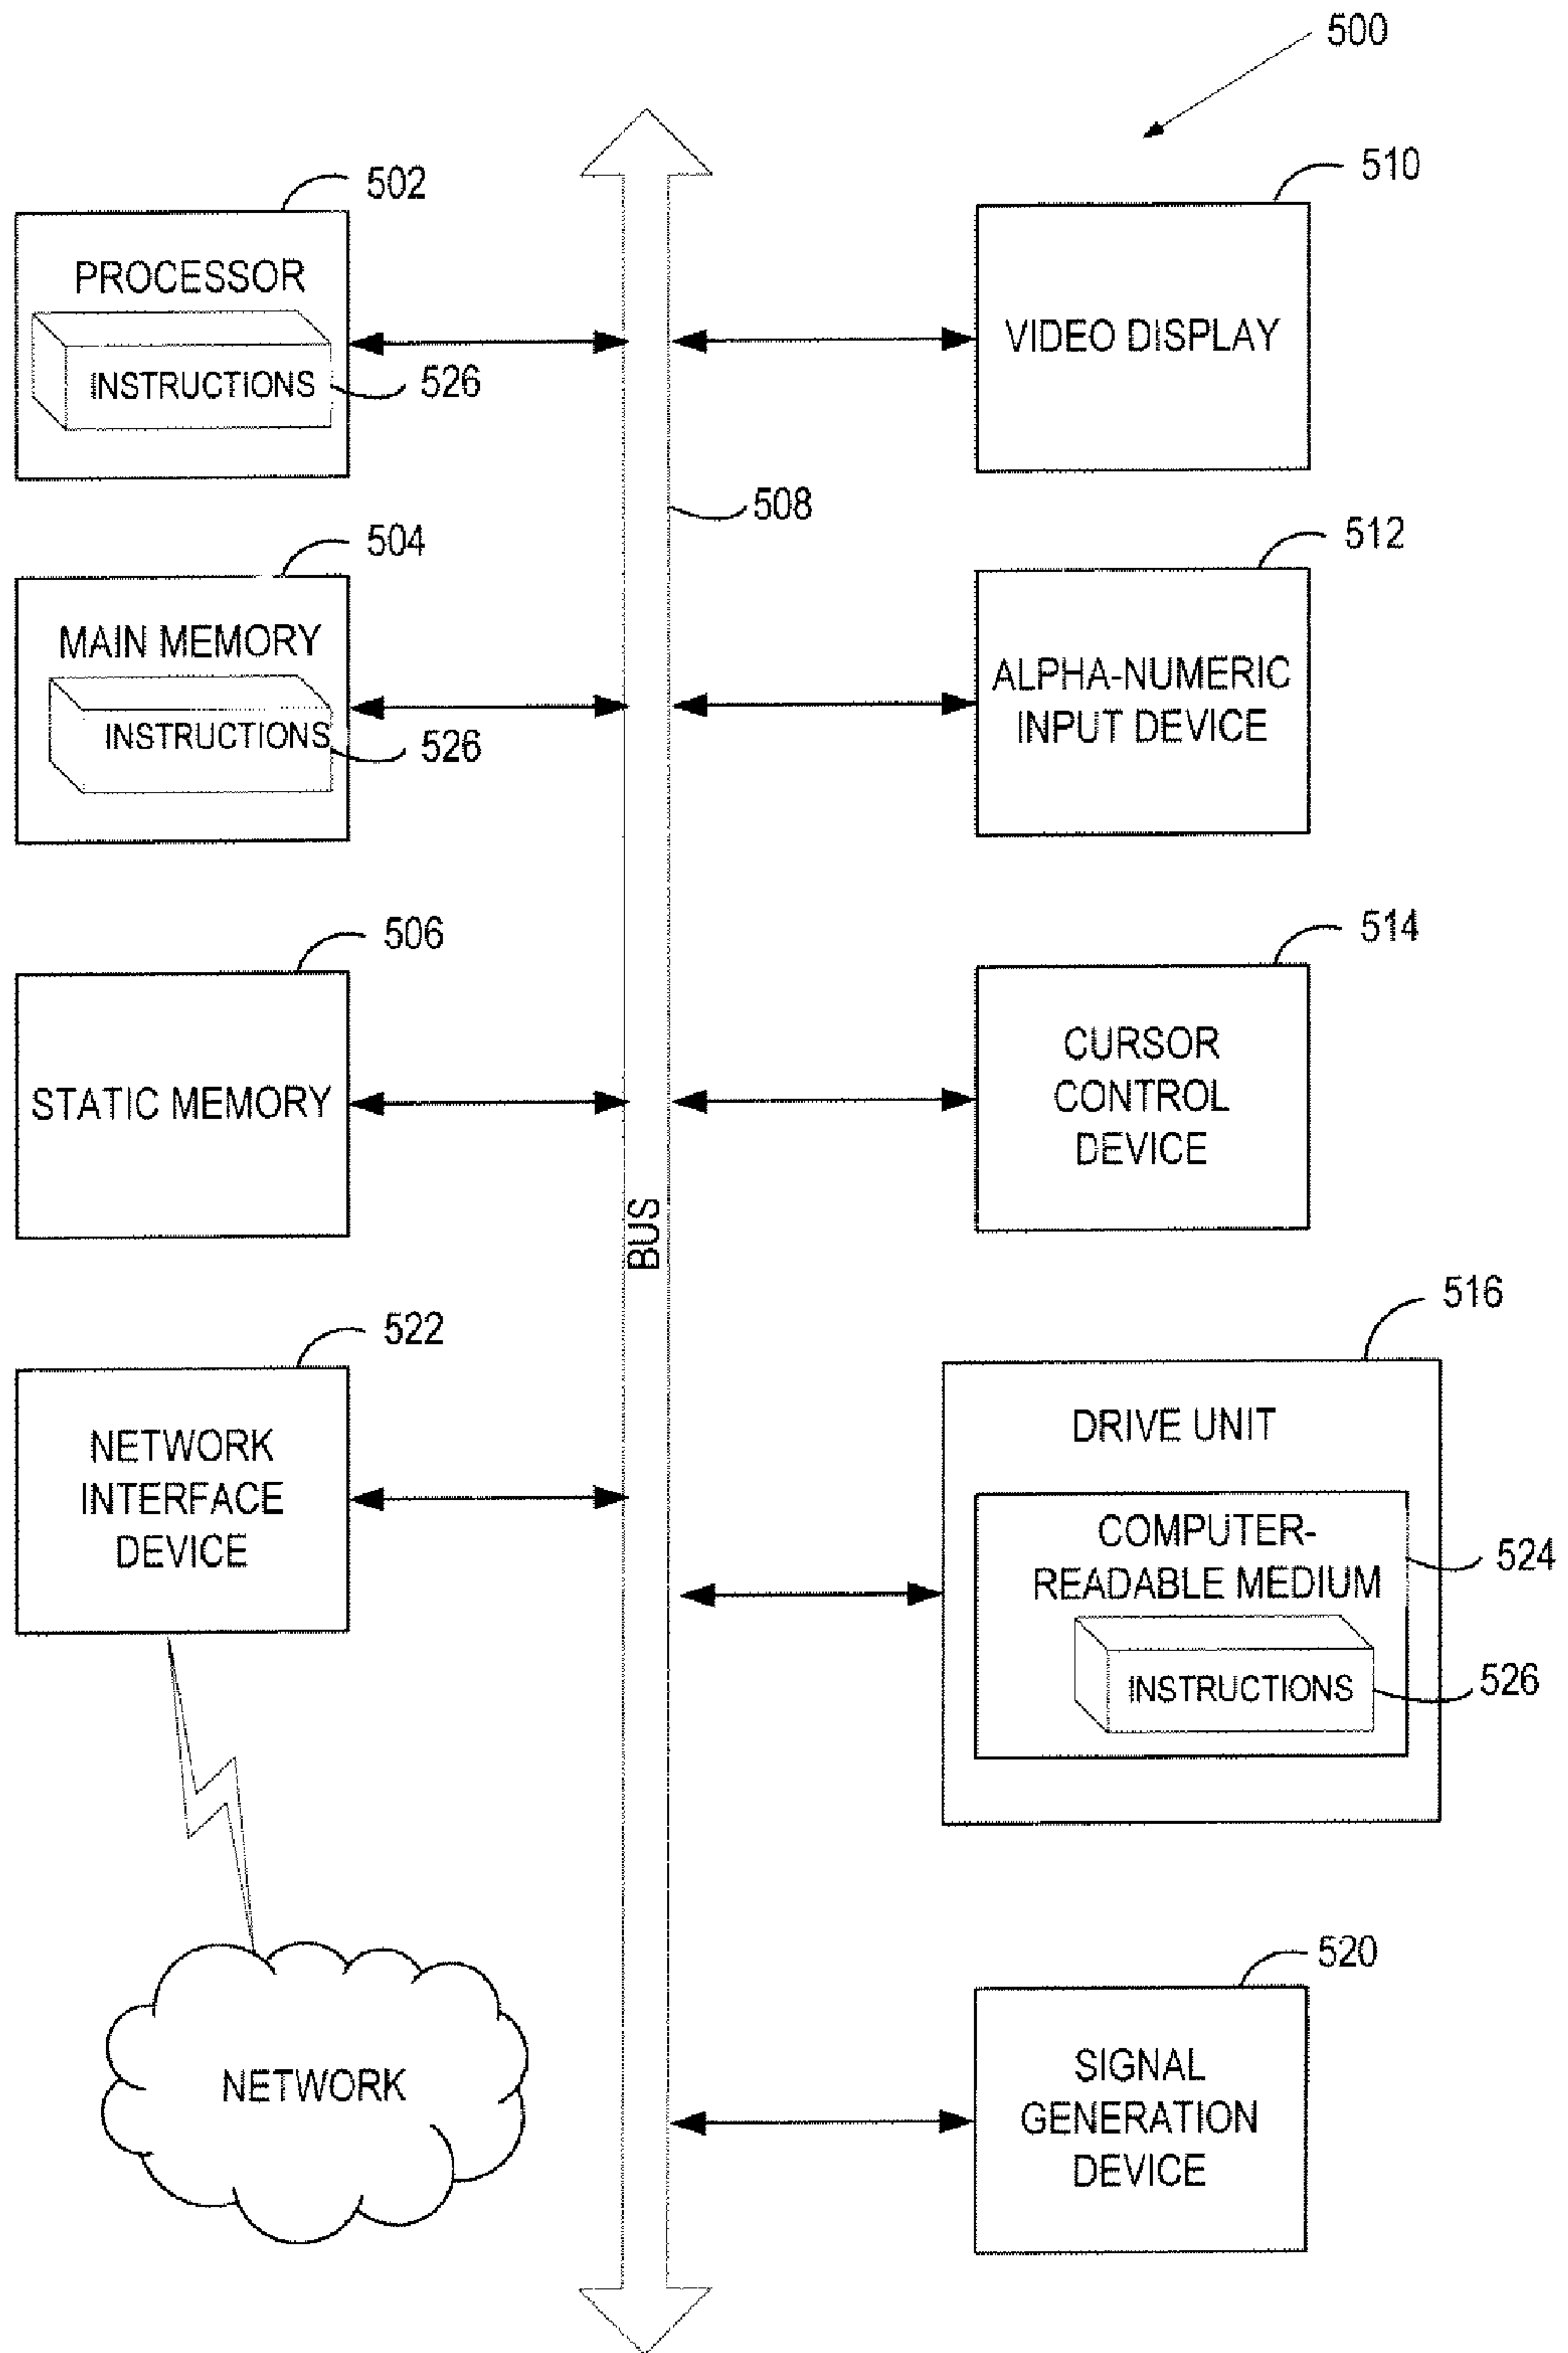 500
502
PROCESSOR
INSTRUCTIONS
526
510
VIDEO DISPLAY
508
504
MAIN MEMORY
INSTRUCTIONS
526
512
ALPHA-NUMERIC
INPUT DEVICE
506
STATIC MEMORY
514
CURSOR
CONTROL
DEVICE
BUS
522
NETWORK
INTERFACE
DEVICE
516
DRIVE UNIT
COMPUTER-
READABLE MEDIUM
524
INSTRUCTIONS
526
NETWORK
520
SIGNAL
GENERATION
DEVICE